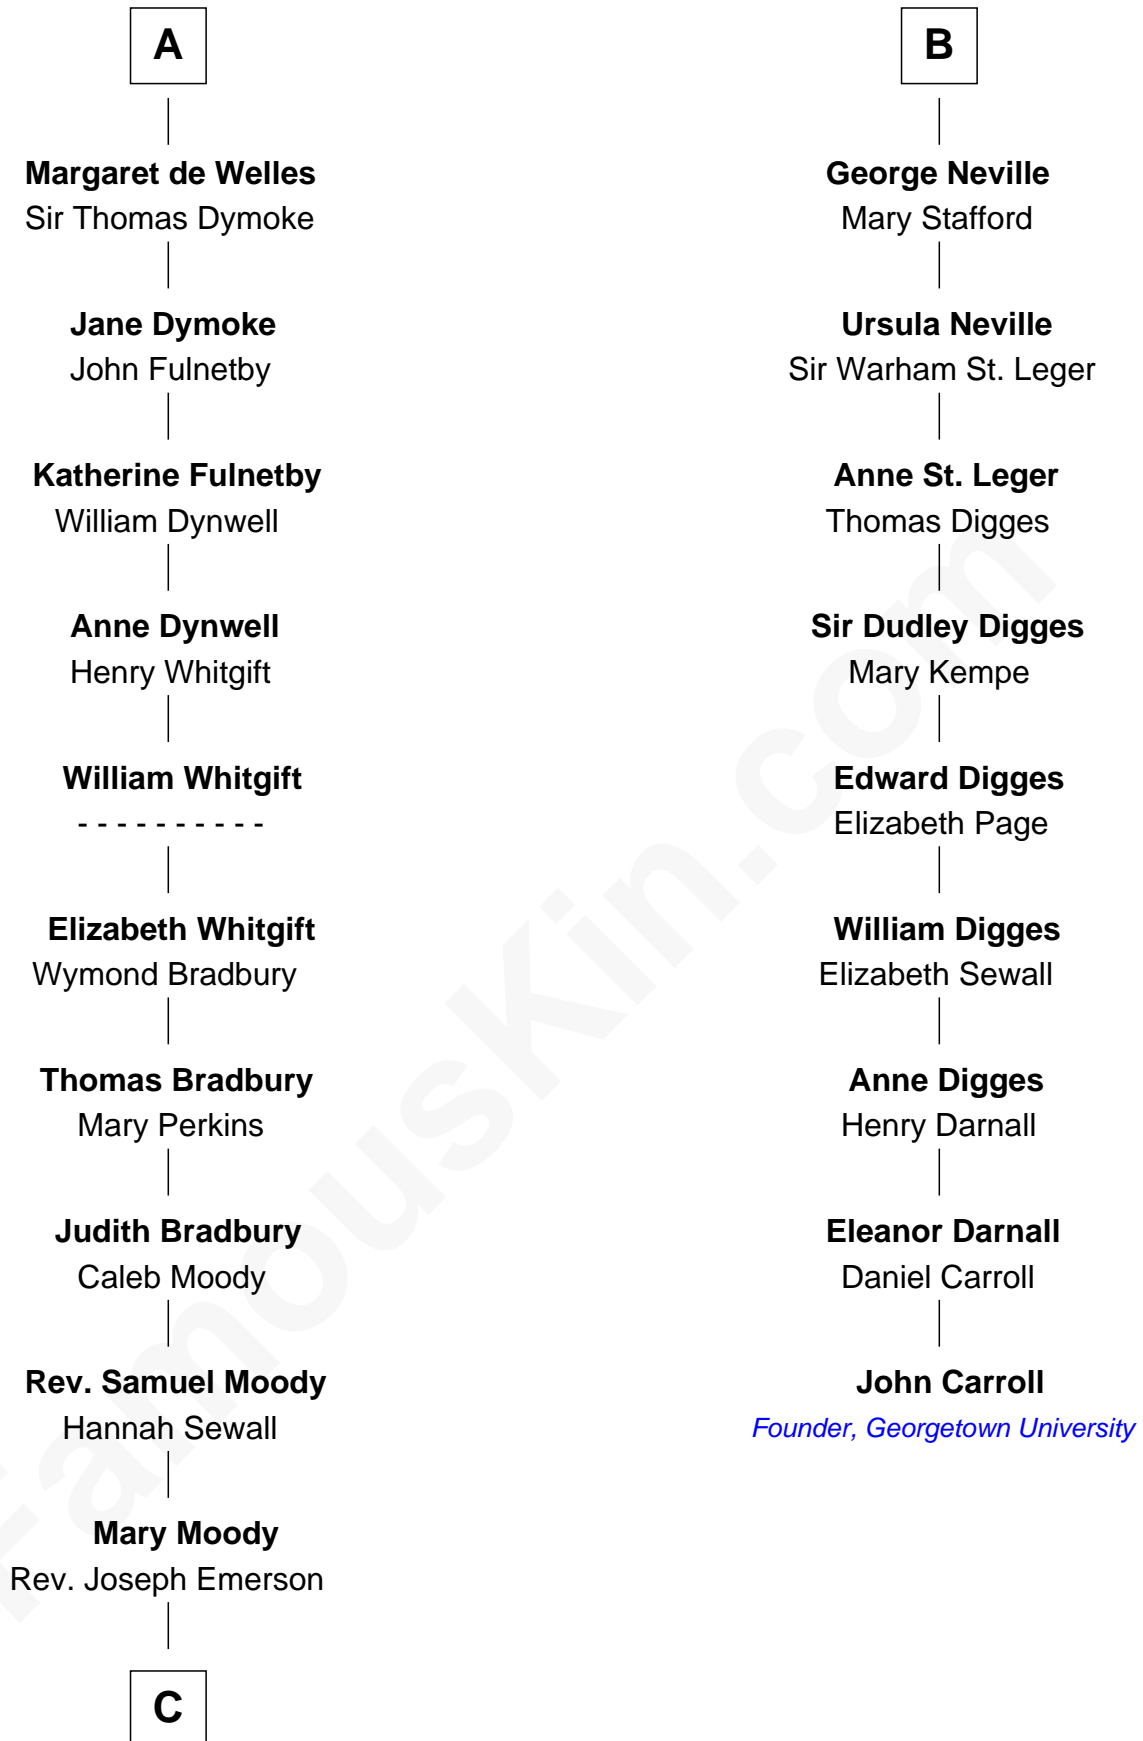 A
Margaret de Welles
Sir Thomas Dymoke
Jane Dymoke
John Fulnetby
Katherine Fulnetby
William Dynwell
Anne Dynwell
Henry Whitgift
William Whitgift
- - - - - - - - - -
Elizabeth Whitgift
Wymond Bradbury
Thomas Bradbury
Mary Perkins
Judith Bradbury
Caleb Moody
Rev. Samuel Moody
Hannah Sewall
Mary Moody
Rev. Joseph Emerson
C
B
George Neville
Mary Stafford
Ursula Neville
Sir Warham St. Leger
Anne St. Leger
Thomas Digges
Sir Dudley Digges
Mary Kempe
Edward Digges
Elizabeth Page
William Digges
Elizabeth Sewall
Anne Digges
Henry Darnall
Eleanor Darnall
Daniel Carroll
John Carroll
Founder, Georgetown University
FamousKin.com